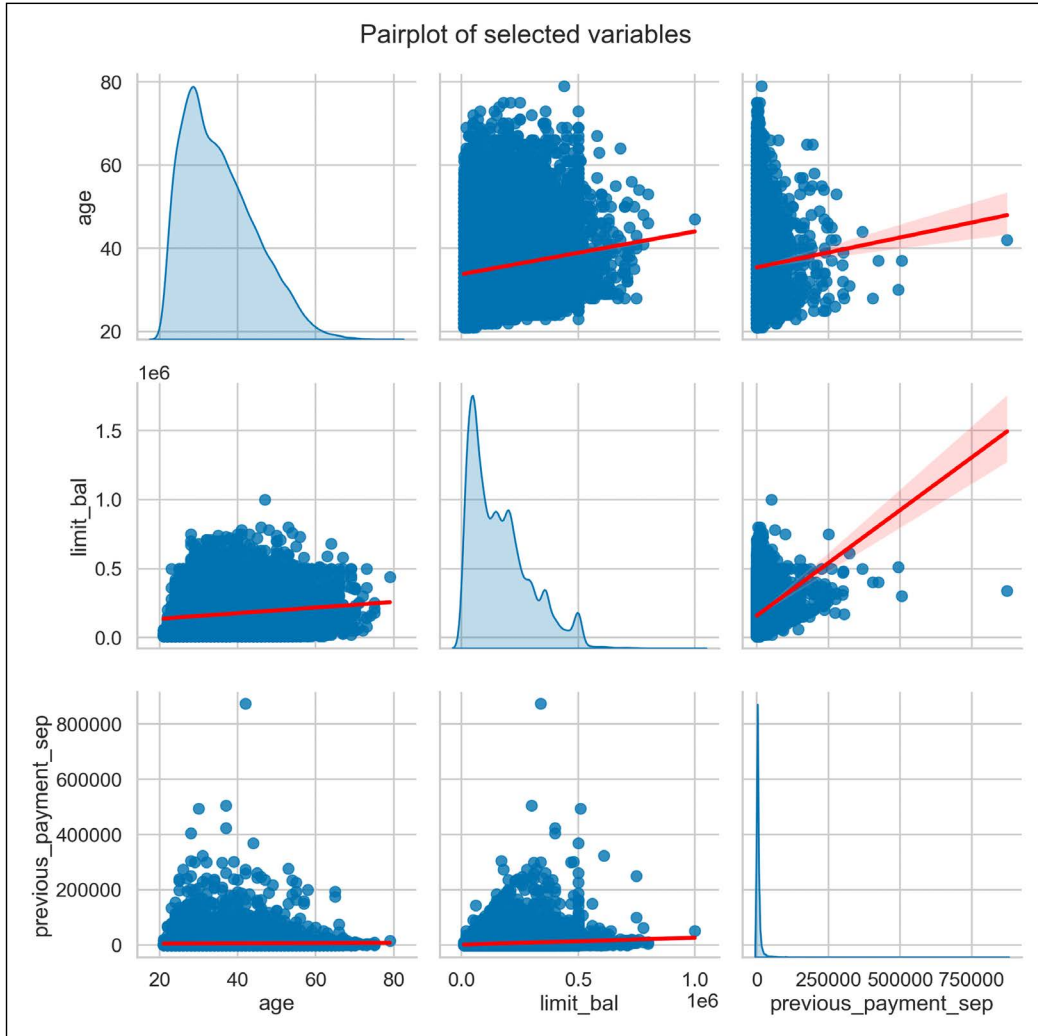 Pairplot of selected variables
80
60
40
20
age
1e6
1.5
1.0
0.5
0.0
limit_bal
800000
600000
400000
200000
0
previous_payment_sep
20 40 60 80
age
0.0 0.5 1.0
1e6
limit_bal
0 250000 500000 750000
previous_payment_sep